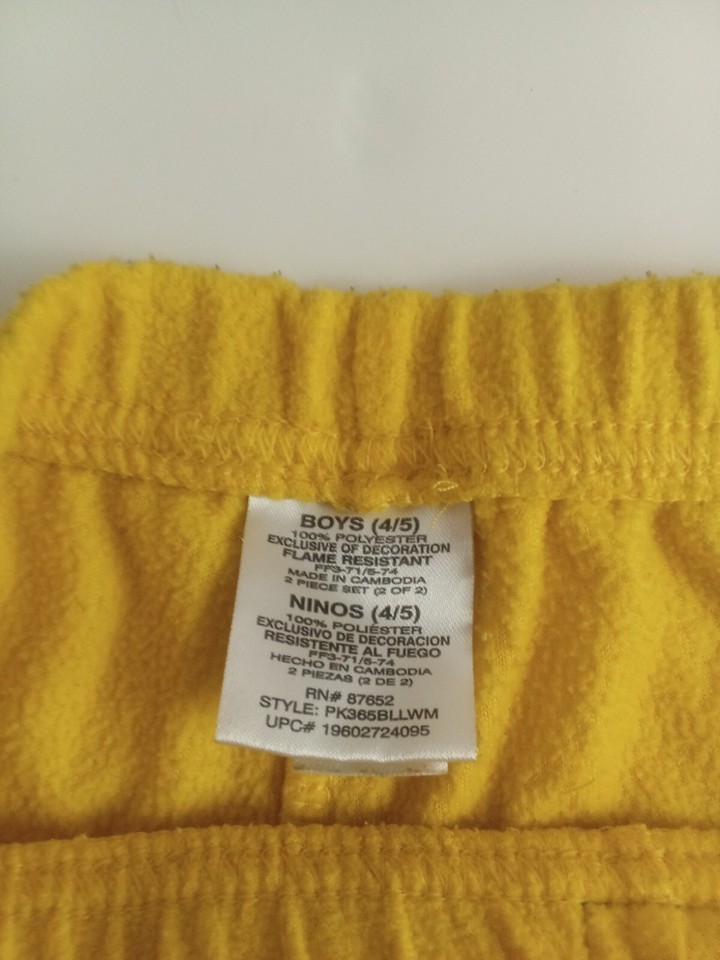 BOYS (4/5)
100% POLYESTER
EXCLUSIVE OF DECORATION
FLAME RESISTANT
FF3-71/5-74
MADE IN CAMBODIA
2 PIECE SET (2 OF 2)
NINOS (4/5)
100% POLIÉSTER
EXCLUSIVO DE DECORACION
RESISTENTE AL FUEGO
FF3-71/5-74
HECHO EN CAMBODIA
2 PIEZAS (2 DE 2)
RN# 87652
STYLE: PK365BLLWM
UPC# 19602724095